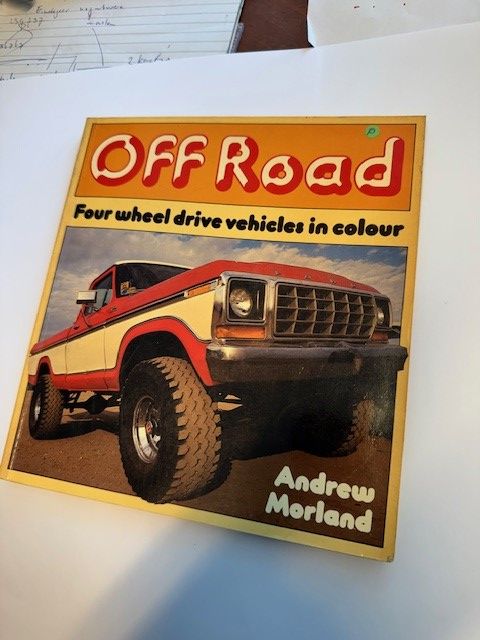 OFF Road
P
Four wheel drive vehicles in colour
Andrew
Morland